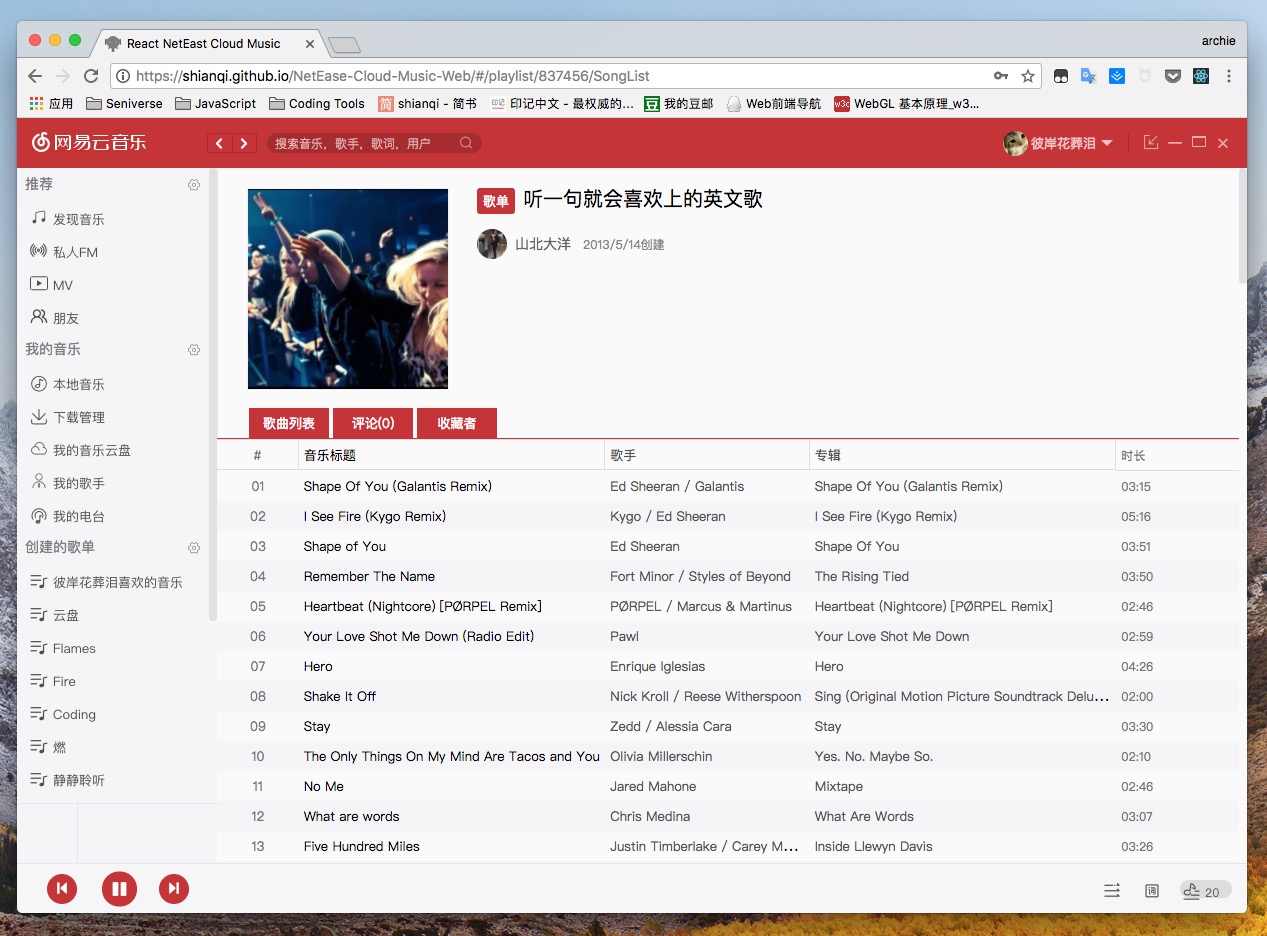 React NetEast Cloud Music
archie
https://shianqi.github.io/NetEase-Cloud-Music-Web/#/playlist/837456/SongList
应用 Seniverse JavaScript Coding Tools 简 shianqi - 简书 印记中文 - 最权威的... 豆 我的豆邮 Web前端导航 w3c WebGL 基本原理_w3...
网易云音乐 搜索音乐，歌手，歌词，用户 彼岸花葬泪
推荐
发现音乐
私人FM
MV
朋友
我的音乐
本地音乐
下载管理
我的音乐云盘
我的歌手
我的电台
创建的歌单
彼岸花葬泪喜欢的音乐
云盘
Flames
Fire
Coding
燃
静静聆听
歌单 听一句就会喜欢上的英文歌
山北大洋 2013/5/14创建
歌曲列表 评论(0) 收藏者
# 音乐标题 歌手 专辑 时长
01 Shape Of You (Galantis Remix) Ed Sheeran / Galantis Shape Of You (Galantis Remix) 03:15
02 I See Fire (Kygo Remix) Kygo / Ed Sheeran I See Fire (Kygo Remix) 05:16
03 Shape of You Ed Sheeran Shape Of You 03:51
04 Remember The Name Fort Minor / Styles of Beyond The Rising Tied 03:50
05 Heartbeat (Nightcore) [PØRPEL Remix] PØRPEL / Marcus & Martinus Heartbeat (Nightcore) [PØRPEL Remix] 02:46
06 Your Love Shot Me Down (Radio Edit) Pawl Your Love Shot Me Down 02:59
07 Hero Enrique Iglesias Hero 04:26
08 Shake It Off Nick Kroll / Reese Witherspoon Sing (Original Motion Picture Soundtrack Delu... 02:00
09 Stay Zedd / Alessia Cara Stay 03:30
10 The Only Things On My Mind Are Tacos and You Olivia Millerschin Yes. No. Maybe So. 02:10
11 No Me Jared Mahone Mixtape 02:46
12 What are words Chris Medina What Are Words 03:07
13 Five Hundred Miles Justin Timberlake / Carey M... Inside Llewyn Davis 03:26
词 20